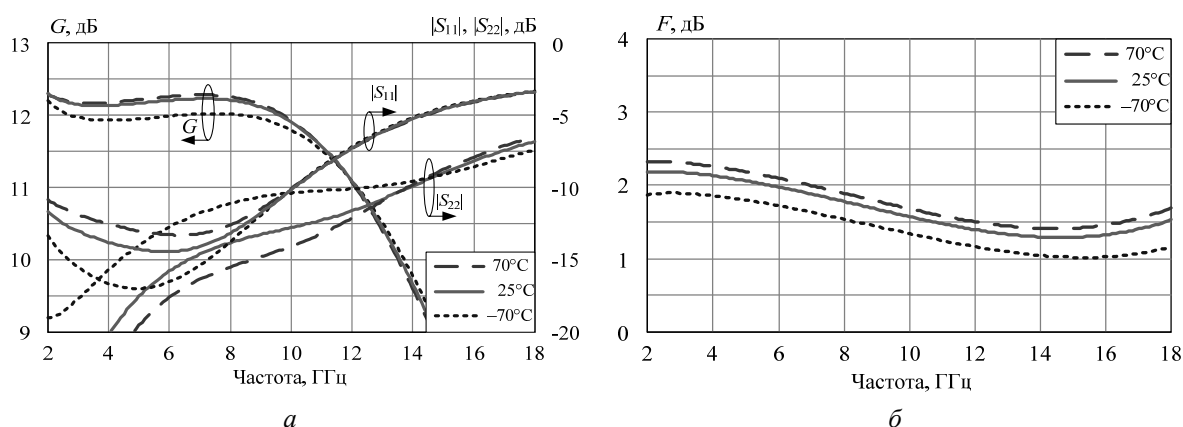 G, дБ
|S11|, |S22|, дБ
13
12
11
10
9
0
-5
-10
-15
-20
|S11|
G
|S22|
70°C
25°C
–70°C
2 4 6 8 10 12 14 16 18
Частота, ГГц
а
F, дБ
4
3
2
1
0
70°C
25°C
–70°C
2 4 6 8 10 12 14 16 18
Частота, ГГц
б